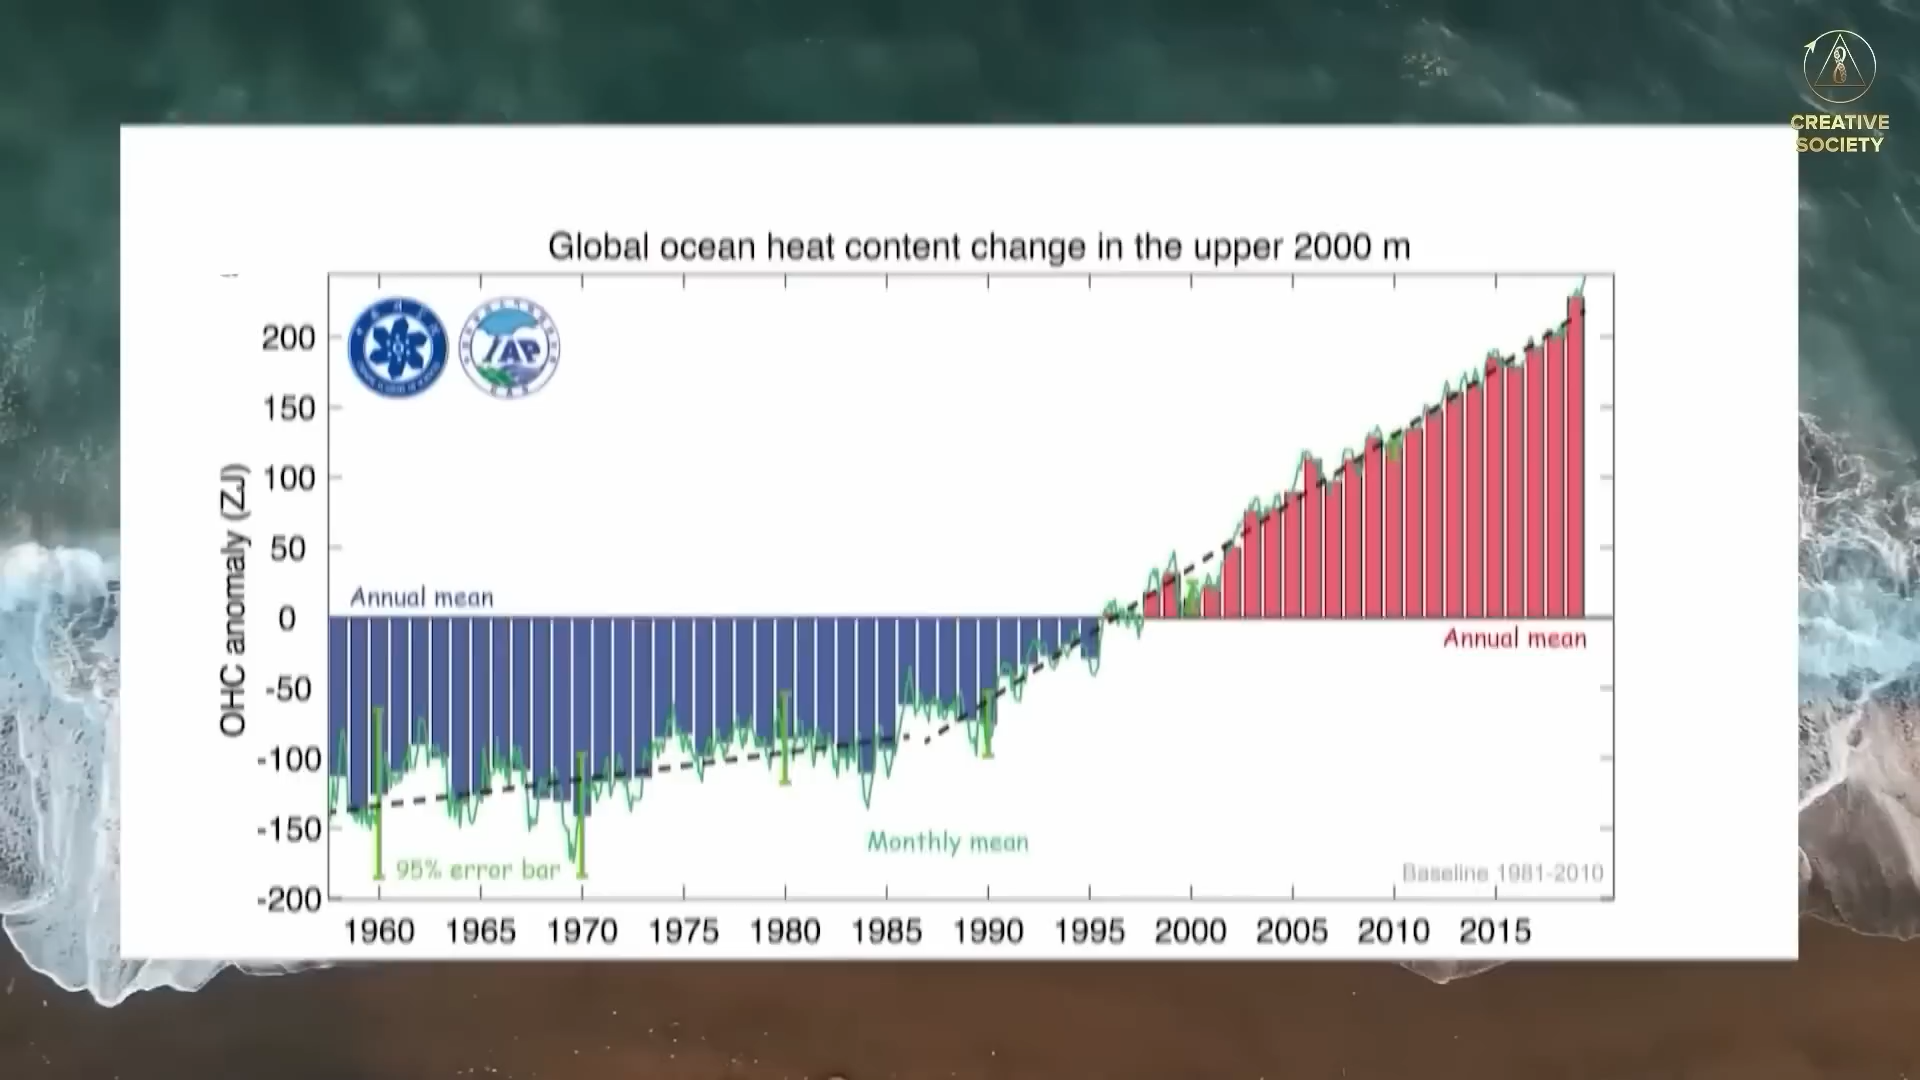 CREATIVE
SOCIETY
Global ocean heat content change in the upper 2000 m
IAP
OHC anomaly (ZJ)
200
150
100
50
0
-50
-100
-150
-200
Annual mean
Annual mean
Monthly mean
95% error bar
Baseline 1981-2010
1960 1965 1970 1975 1980 1985 1990 1995 2000 2005 2010 2015